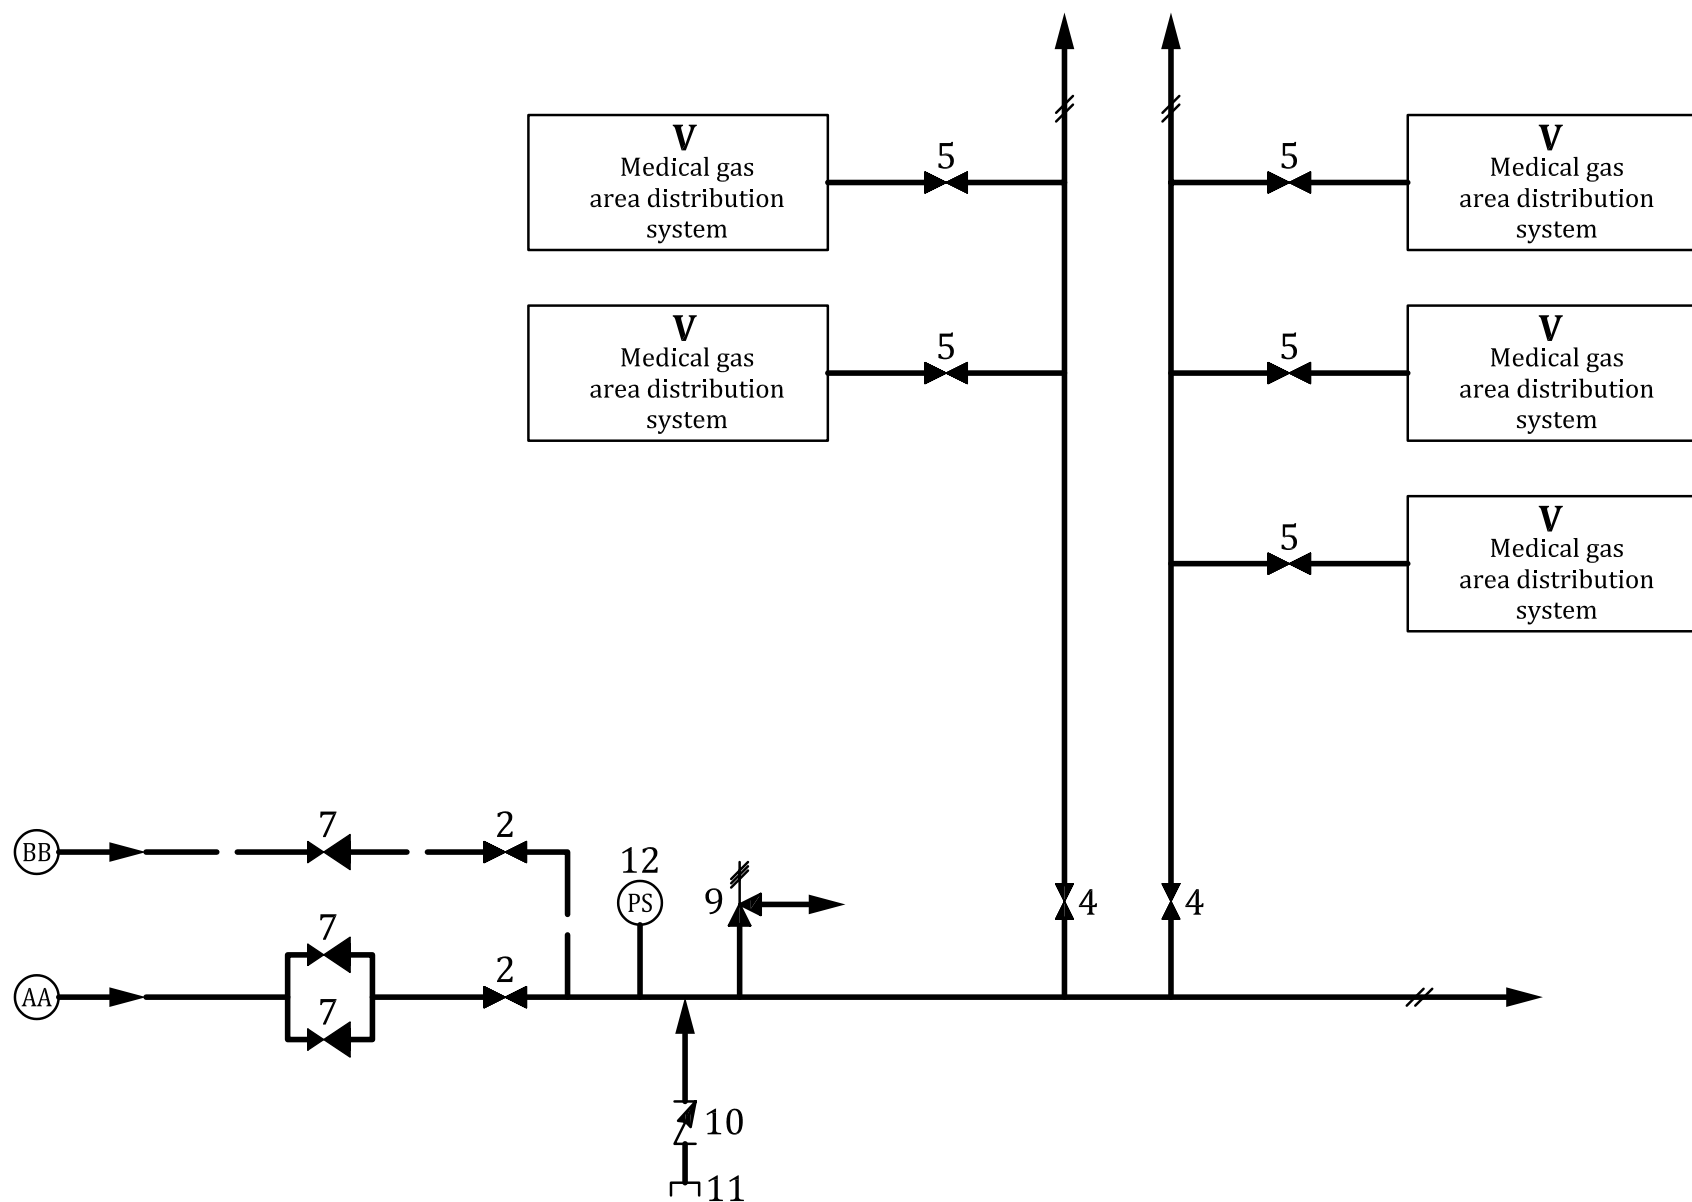 V
Medical gas
area distribution
system
5
5
V
Medical gas
area distribution
system
V
Medical gas
area distribution
system
5
5
V
Medical gas
area distribution
system
5
V
Medical gas
area distribution
system
BB
7
2
12
PS
9
4
4
AA
7
7
2
10
11